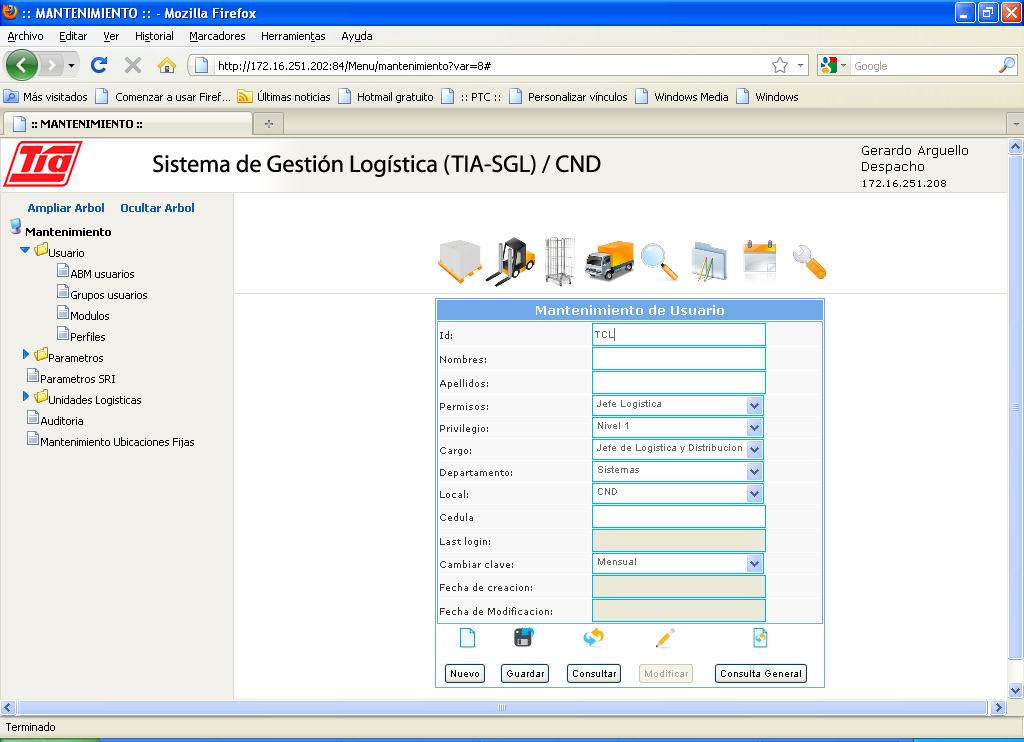 :: MANTENIMIENTO :: - Mozilla Firefox
Archivo Editar Ver Historial Marcadores Herramientas Ayuda
http://172.16.251.202:84/Menu/mantenimiento?var=8#
Google
Más visitados Comenzar a usar Firef... Últimas noticias Hotmail gratuito :: PTC :: Personalizar vínculos Windows Media Windows
:: MANTENIMIENTO ::
Tia
Sistema de Gestión Logística (TIA-SGL) / CND
Gerardo Arguello
Despacho
172.16.251.208
Ampliar Arbol Ocultar Arbol
Mantenimiento
Usuario
ABM usuarios
Grupos usuarios
Modulos
Perfiles
Parametros
Parametros SRI
Unidades Logisticas
Auditoria
Mantenimiento Ubicaciones Fijas
Mantenimiento de Usuario
Id: TCL
Nombres:
Apellidos:
Permisos: Jefe Logistica
Privilegio: Nivel 1
Cargo: Jefe de Logistica y Distribucion
Departamento: Sistemas
Local: CND
Cedula
Last login:
Cambiar clave: Mensual
Fecha de creacion:
Fecha de Modificacion:
Nuevo Guardar Consultar Modificar Consulta General
Terminado